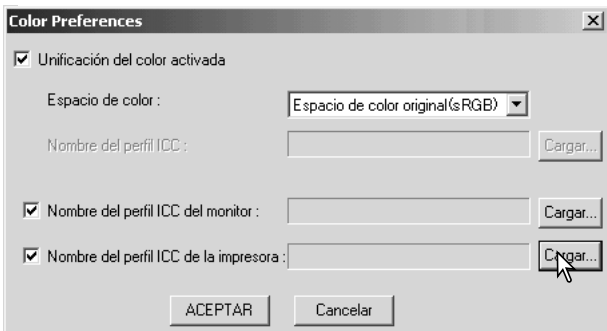 Color Preferences
Unificación del color activada
Espacio de color : Espacio de color original(sRGB)
Nombre del perfil ICC : Cargar...
Nombre del perfil ICC del monitor : Cargar...
Nombre del perfil ICC de la impresora : Cargar...
ACEPTAR Cancelar